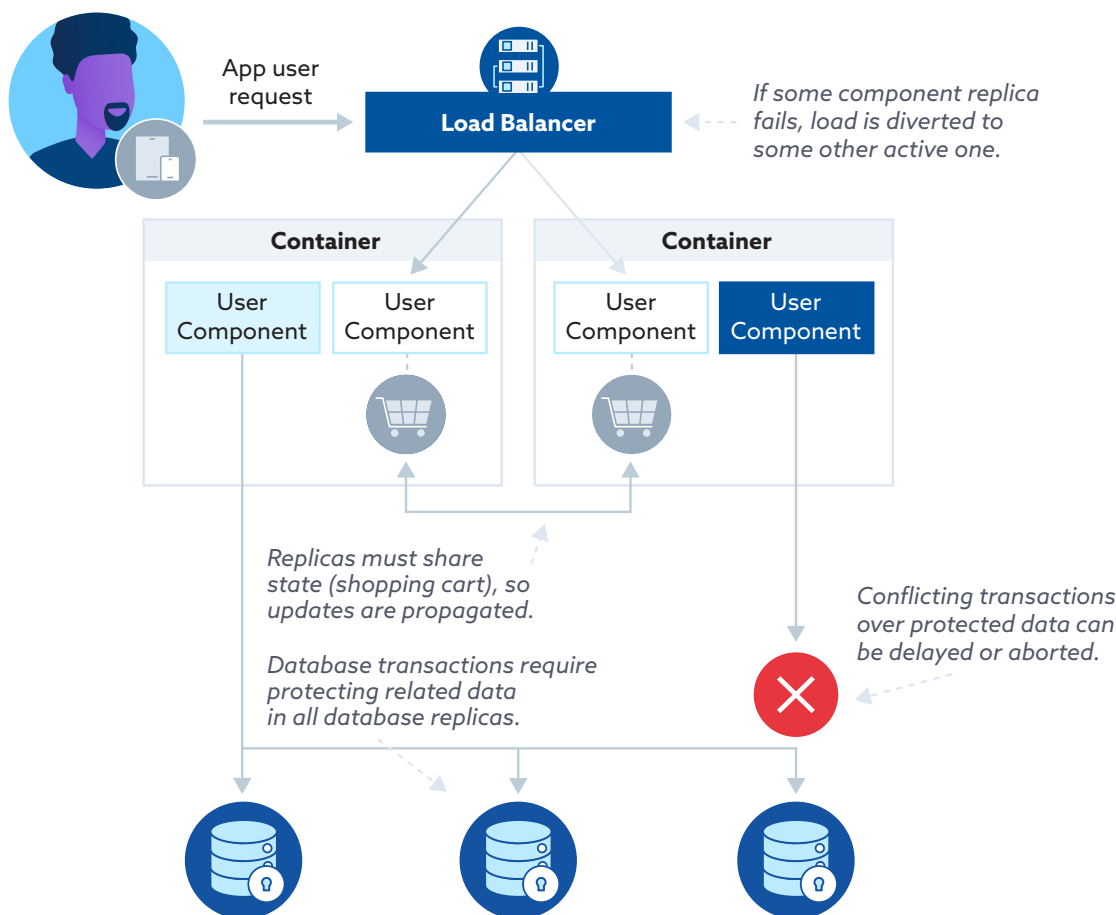 App user
request
Load Balancer
If some component replica
fails, load is diverted to
some other active one.
Container
Container
User
Component
User
Component
User
Component
User
Component
Replicas must share
state (shopping cart), so
updates are propagated.
Conflicting transactions
over protected data can
be delayed or aborted.
Database transactions require
protecting related data
in all database replicas.